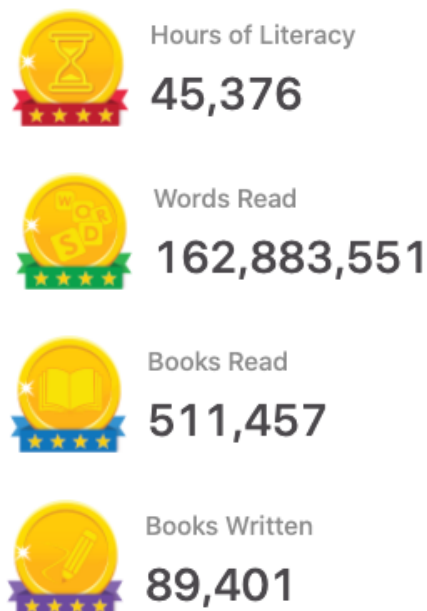 Hours of Literacy
45,376
W
O R
S D
Words Read
162,883,551
Books Read
511,457
Books Written
89,401